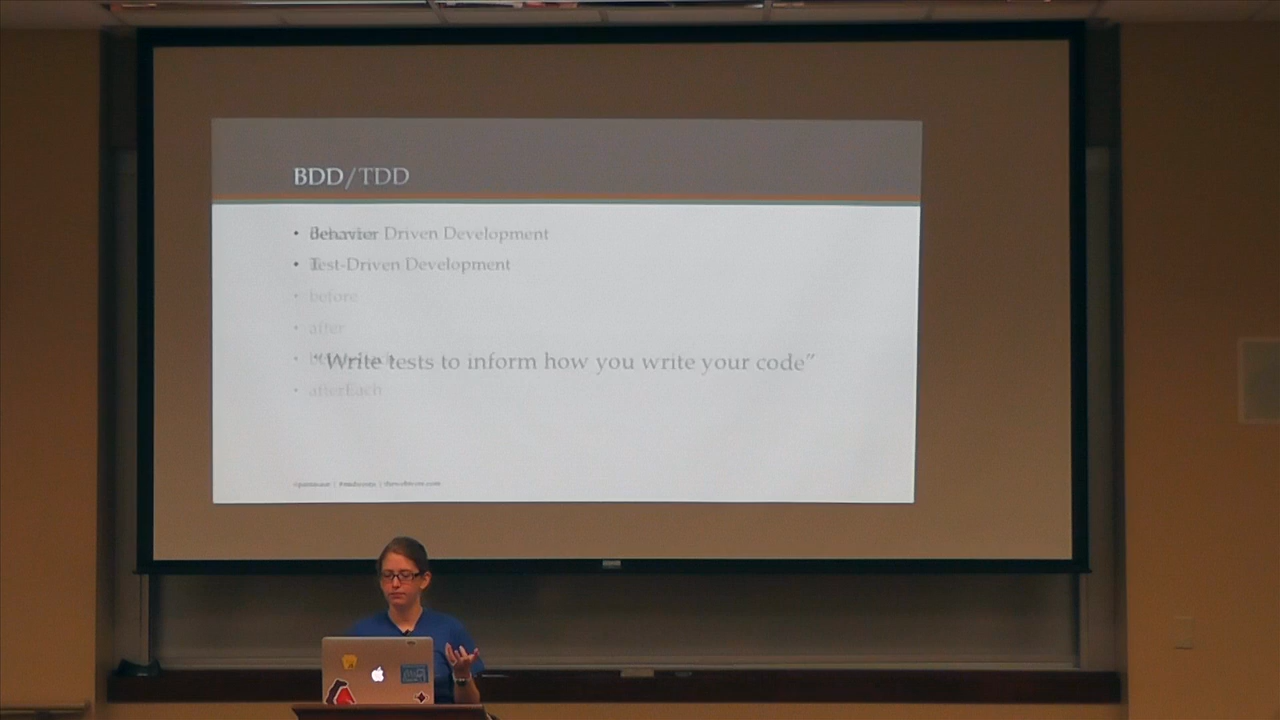 BDD/TDD
• Behavior Driven Development
• Test-Driven Development
• before
• after
“Write tests to inform how you write your code”
• afterEach